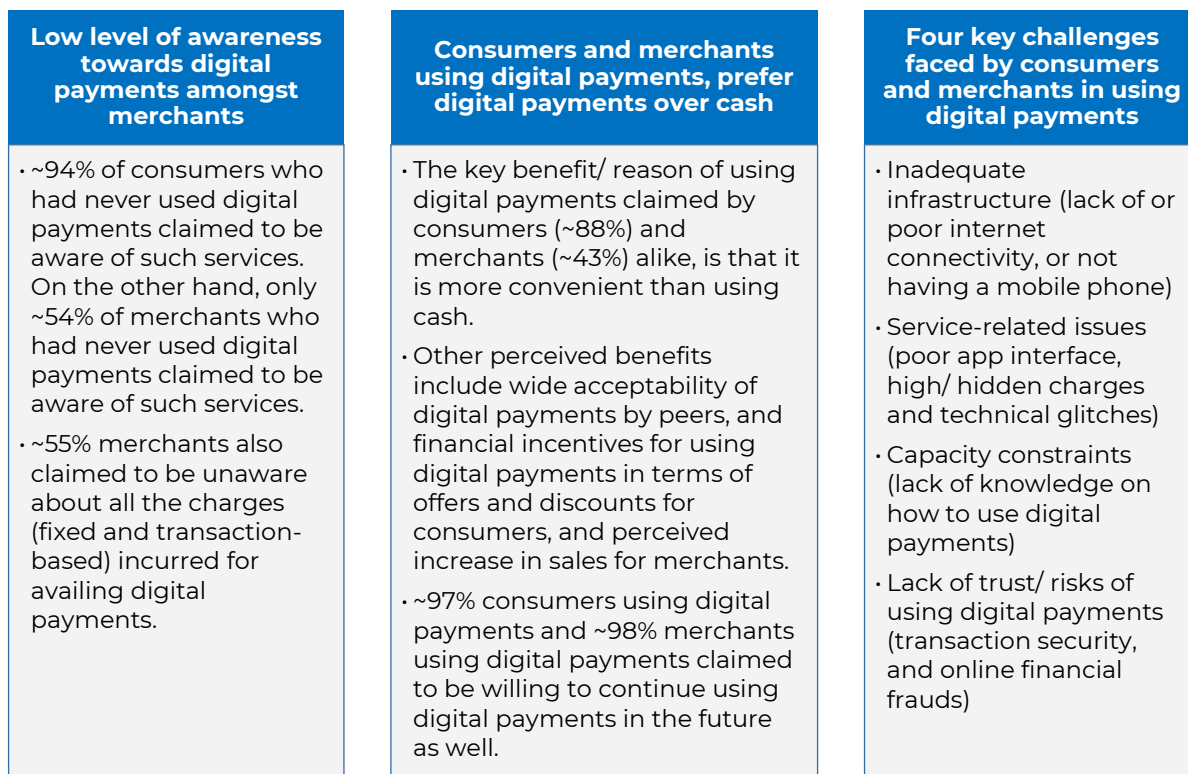 Low level of awareness
towards digital
payments amongst
merchants
· ~94% of consumers who
had never used digital
payments claimed to be
aware of such services.
On the other hand, only
~54% of merchants who
had never used digital
payments claimed to be
aware of such services.
· ~55% merchants also
claimed to be unaware
about all the charges
(fixed and transaction-
based) incurred for
availing digital
payments.
Consumers and merchants
using digital payments, prefer
digital payments over cash
· The key benefit/ reason of using
digital payments claimed by
consumers (~88%) and
merchants (~43%) alike, is that it
is more convenient than using
cash.
· Other perceived benefits
include wide acceptability of
digital payments by peers, and
financial incentives for using
digital payments in terms of
offers and discounts for
consumers, and perceived
increase in sales for merchants.
· ~97% consumers using digital
payments and ~98% merchants
using digital payments claimed
to be willing to continue using
digital payments in the future
as well.
Four key challenges
faced by consumers
and merchants in using
digital payments
· Inadequate
infrastructure (lack of or
poor internet
connectivity, or not
having a mobile phone)
· Service-related issues
(poor app interface,
high/ hidden charges
and technical glitches)
· Capacity constraints
(lack of knowledge on
how to use digital
payments)
· Lack of trust/ risks of
using digital payments
(transaction security,
and online financial
frauds)